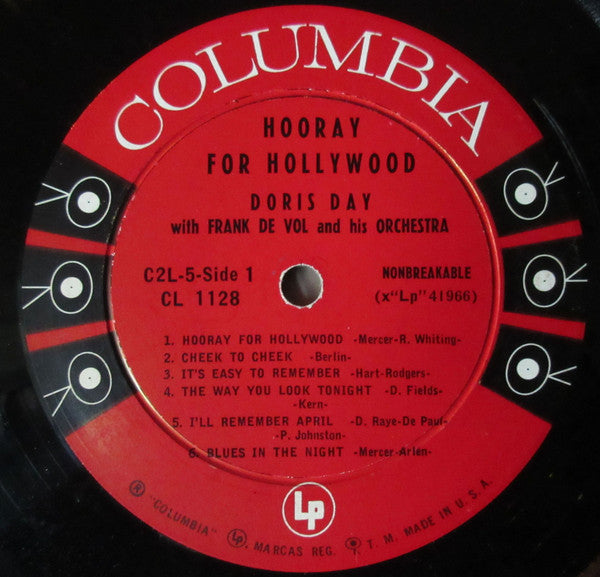 COLUMBIA
HOORAY
FOR HOLLYWOOD
DORIS DAY
with FRANK DE VOL and his ORCHESTRA
C2L-5-Side 1
CL 1128
NONBREAKABLE
(x"Lp"41966)
1. HOORAY FOR HOLLYWOOD -Mercer-R. Whiting-
2. CHEEK TO CHEEK -Berlin-
3. IT'S EASY TO REMEMBER -Hart-Rodgers-
4. THE WAY YOU LOOK TONIGHT -D. Fields-
-Kern-
5. I'LL REMEMBER APRIL -D. Raye-De Paul-
-P. Johnston-
6. BLUES IN THE NIGHT -Mercer-Arlen-
Lp
® "COLUMBIA" Lp MARCAS REG. T. M. MADE IN U. S. A.